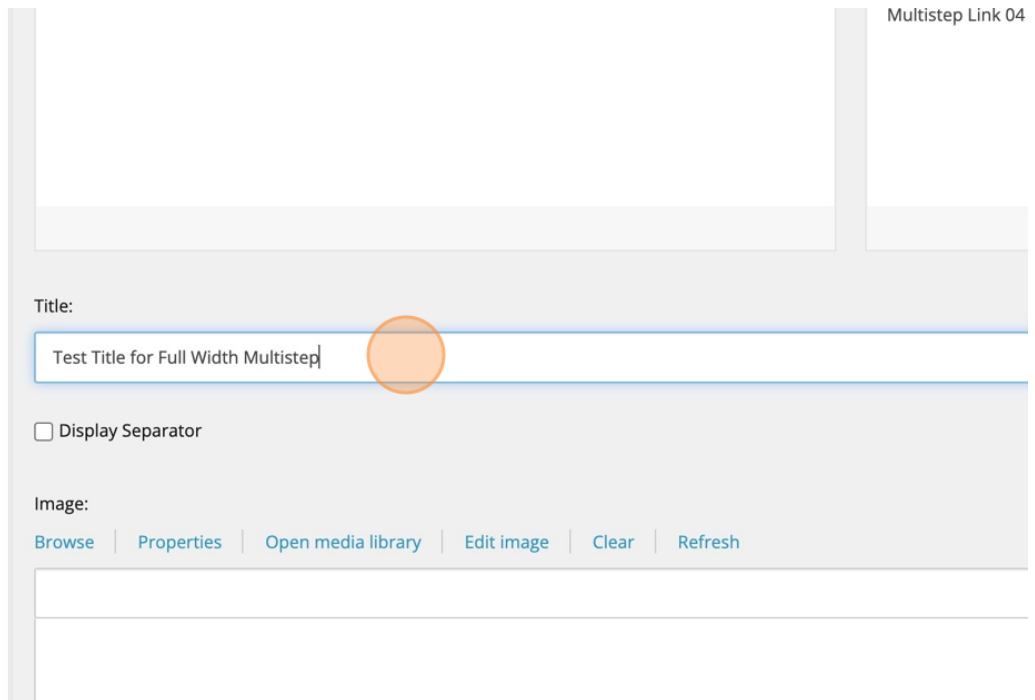 Multistep Link 04
Title:
Test Title for Full Width Multistep
Display Separator
Image:
Browse Properties Open media library Edit image Clear Refresh